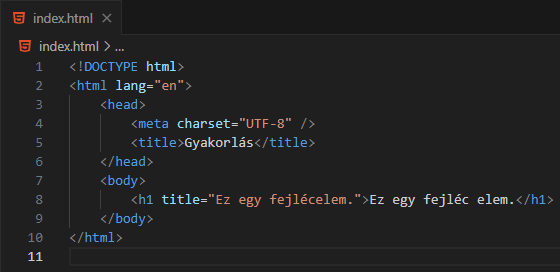 index.html ×
index.html > ...
1 <!DOCTYPE html>
2 <html lang="en">
3 <head>
4 <meta charset="UTF-8" />
5 <title>Gyakorlás</title>
6 </head>
7 <body>
8 <h1 title="Ez egy fejlécelem.">Ez egy fejléc elem.</h1>
9 </body>
10 </html>
11